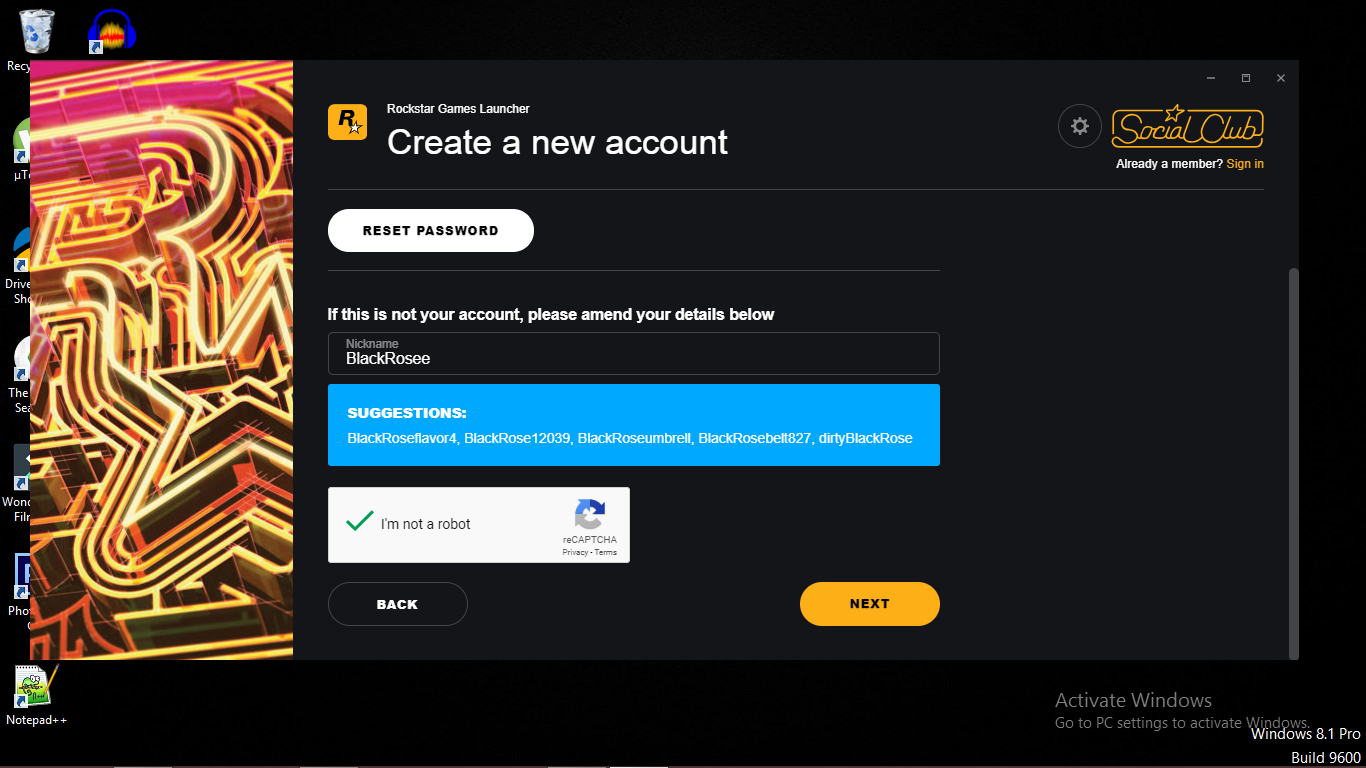 Rockstar Games Launcher
Create a new account
Social Club
Already a member? Sign in
RESET PASSWORD
If this is not your account, please amend your details below
Nickname
BlackRosee
SUGGESTIONS:
BlackRoseflavor4, BlackRose12039, BlackRoseumbrell, BlackRosebelt827, dirtyBlackRose
I'm not a robot
reCAPTCHA
Privacy - Terms
BACK
NEXT
Recy
µT
Drive
Sho
The
Sea
Won
Fil
Phot
Notepad++
Activate Windows
Go to PC settings to activate Windows.
Windows 8.1 Pro
Build 9600